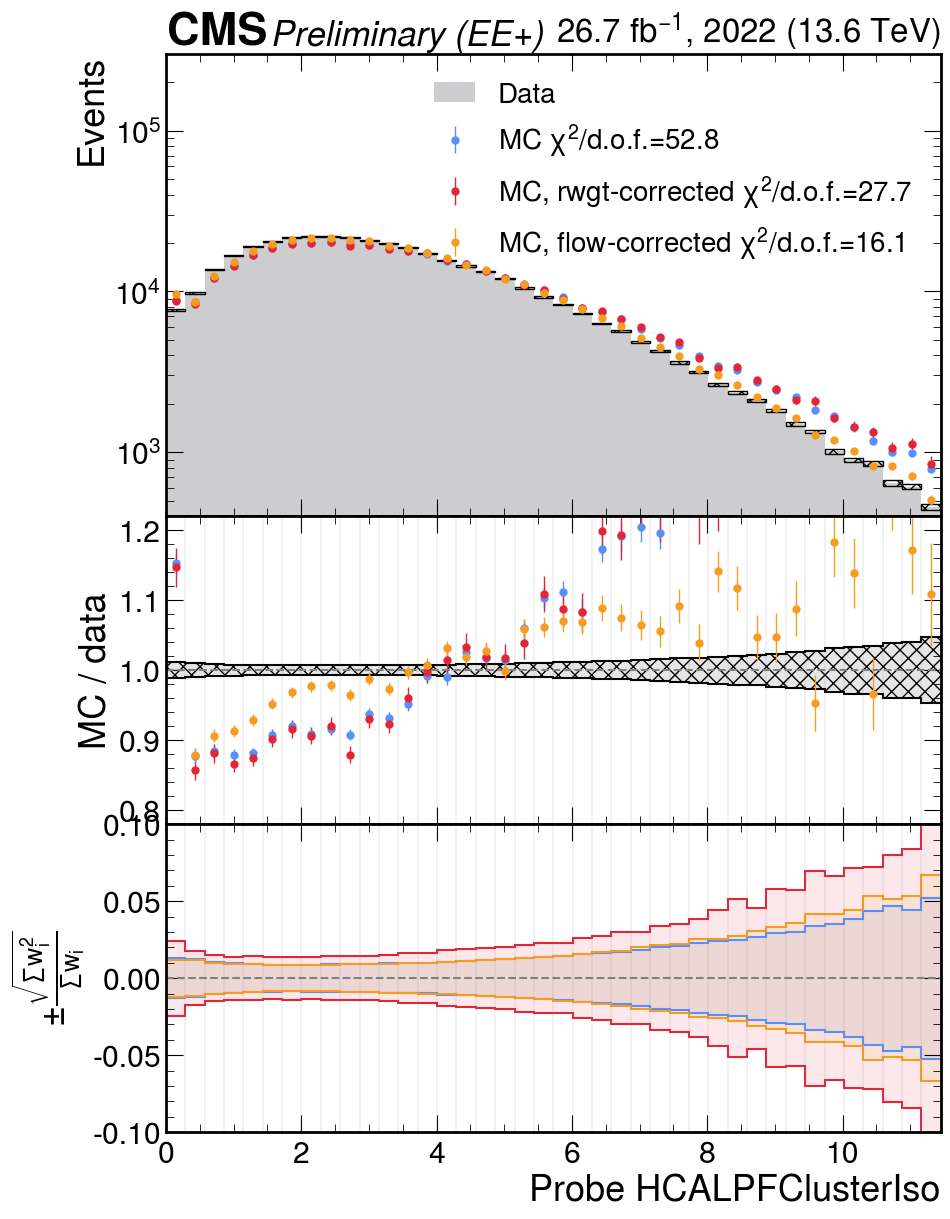 CMS Preliminary (EE+) 26.7 fb⁻¹, 2022 (13.6 TeV)
Events
Data
MC χ²/d.o.f.=52.8
MC, rwgt-corrected χ²/d.o.f.=27.7
MC, flow-corrected χ²/d.o.f.=16.1
10⁵
10⁴
10³
MC / data
1.2
1.1
1.0
0.9
0.8
±√Σwᵢ²/Σwᵢ
0.10
0.05
0.00
-0.05
-0.10
0 2 4 6 8 10
Probe HCALPFClusterIso